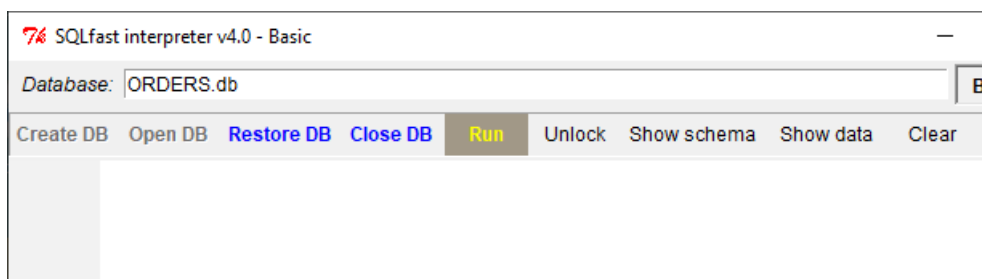 SQLfast interpreter v4.0 - Basic
Database: ORDERS.db B
Create DB Open DB Restore DB Close DB Run Unlock Show schema Show data Clear